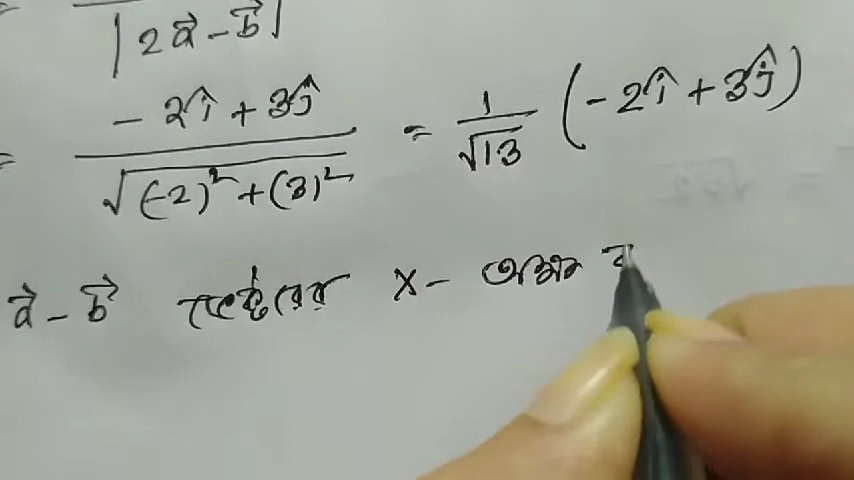 =
|2a⃗ - b⃗|
= (-2î + 3ĵ) / √((-2)² + (3)²) = 1/√13 (-2î + 3ĵ)
a⃗ - b⃗ ভেক্টরের x - অক্ষ ব